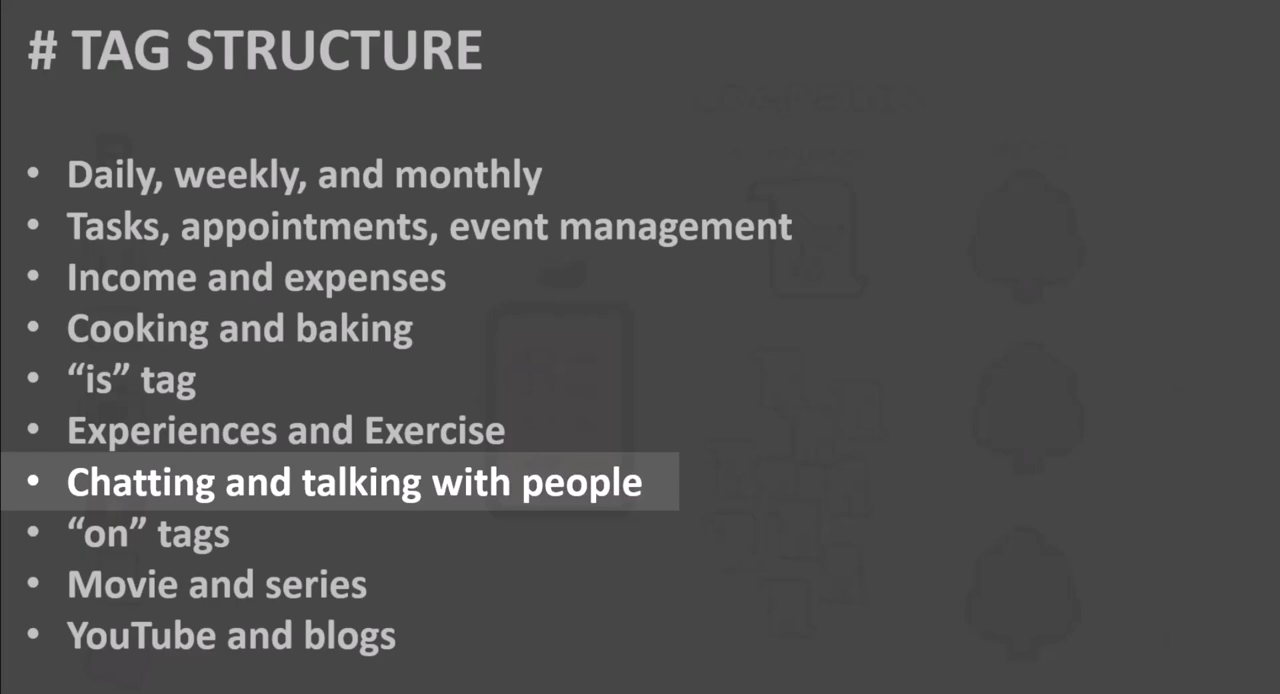 # TAG STRUCTURE
• Daily, weekly, and monthly
• Tasks, appointments, event management
• Income and expenses
• Cooking and baking
• “is” tag
• Experiences and Exercise
• Chatting and talking with people
• “on” tags
• Movie and series
• YouTube and blogs